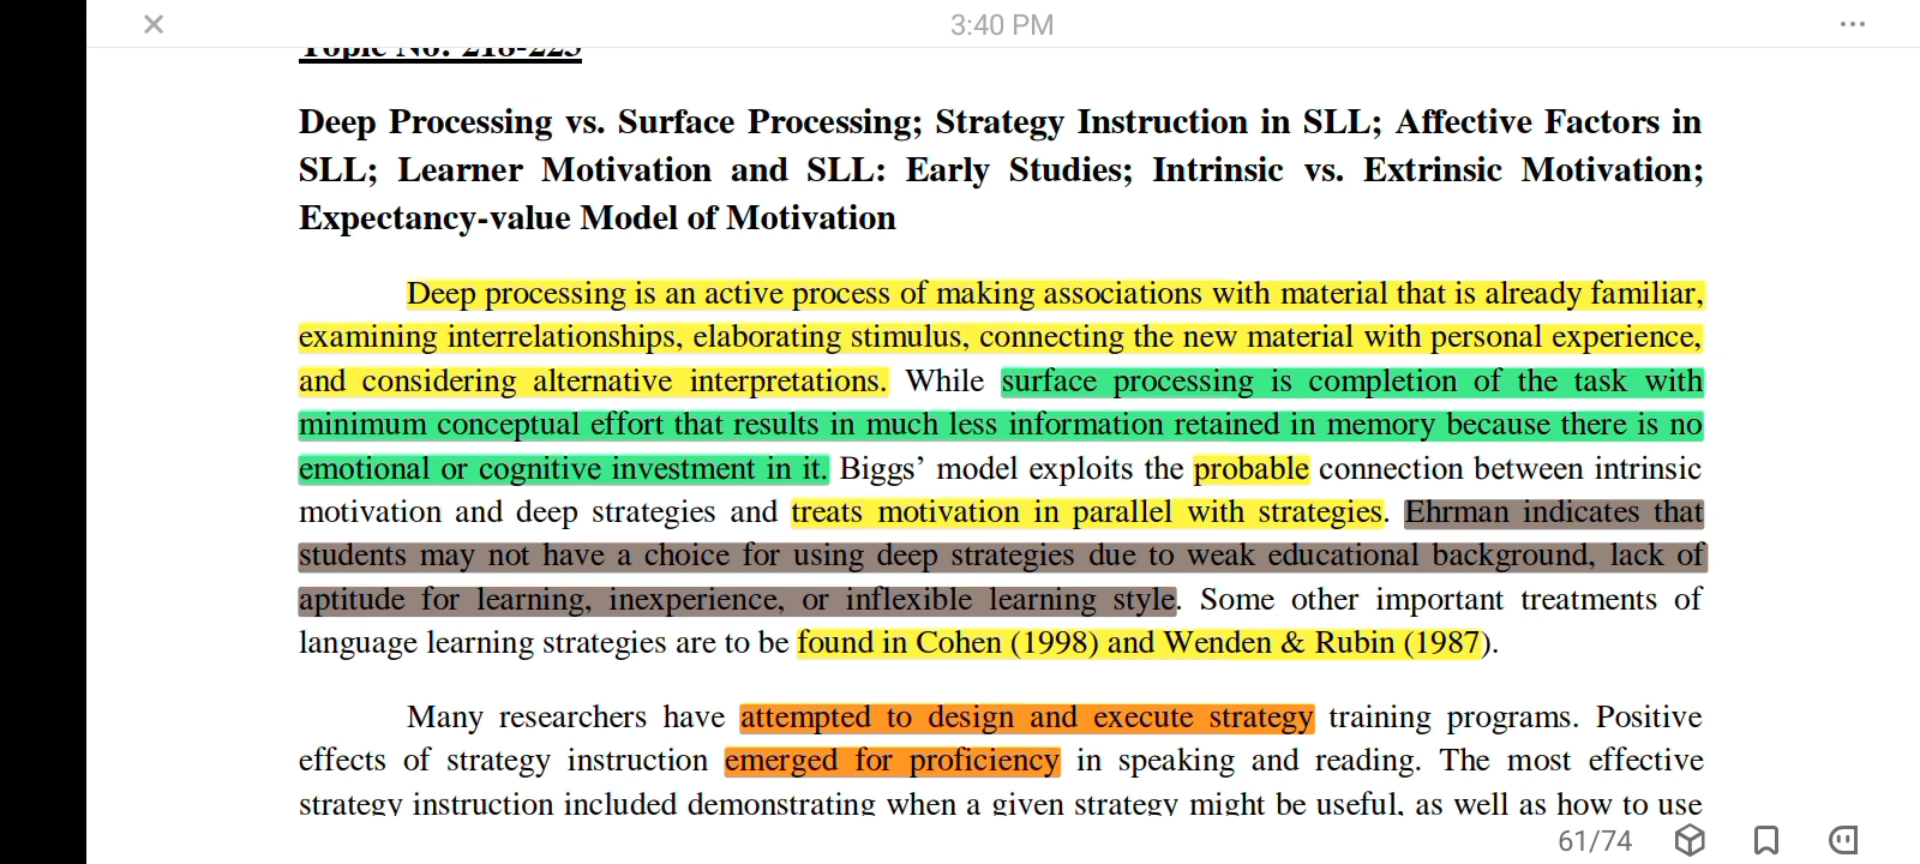 3:40 PM
Topic No. 218-223
Deep Processing vs. Surface Processing; Strategy Instruction in SLL; Affective Factors in
SLL; Learner Motivation and SLL: Early Studies; Intrinsic vs. Extrinsic Motivation;
Expectancy-value Model of Motivation
Deep processing is an active process of making associations with material that is already familiar,
examining interrelationships, elaborating stimulus, connecting the new material with personal experience,
and considering alternative interpretations. While surface processing is completion of the task with
minimum conceptual effort that results in much less information retained in memory because there is no
emotional or cognitive investment in it. Biggs’ model exploits the probable connection between intrinsic
motivation and deep strategies and treats motivation in parallel with strategies. Ehrman indicates that
students may not have a choice for using deep strategies due to weak educational background, lack of
aptitude for learning, inexperience, or inflexible learning style. Some other important treatments of
language learning strategies are to be found in Cohen (1998) and Wenden & Rubin (1987).
Many researchers have attempted to design and execute strategy training programs. Positive
effects of strategy instruction emerged for proficiency in speaking and reading. The most effective
strategy instruction included demonstrating when a given strategy might be useful, as well as how to use
61/74